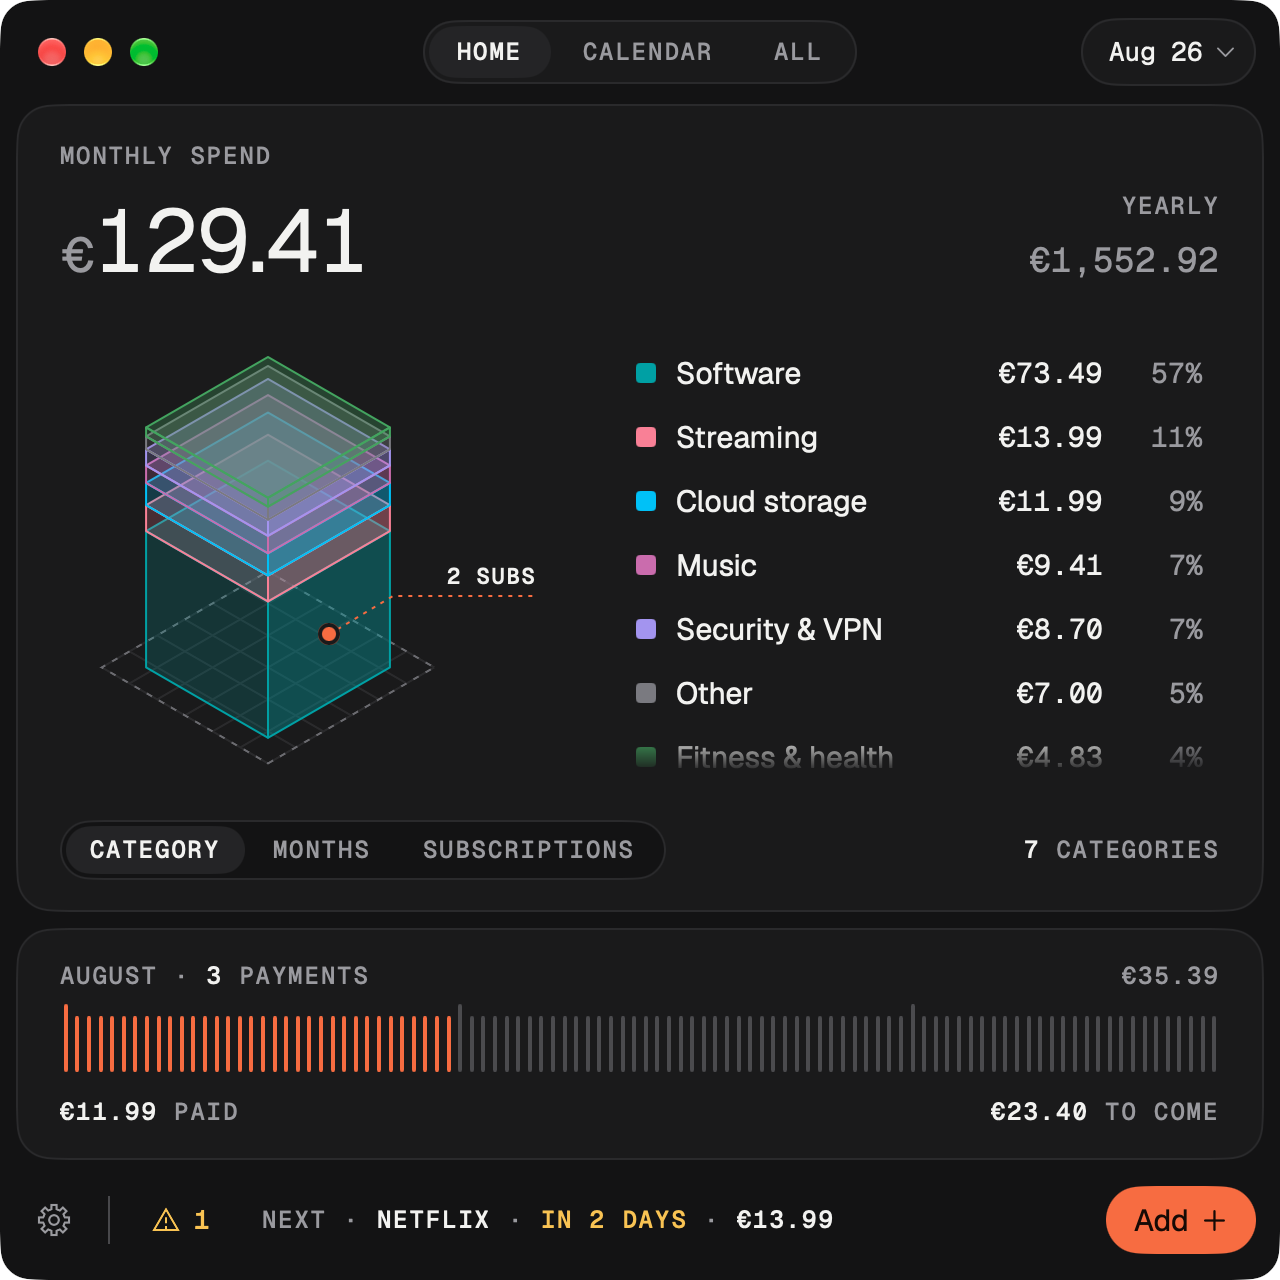 HOME CALENDAR ALL Aug 26
MONTHLY SPEND
€129.41
YEARLY
€1,552.92
Software €73.49 57%
Streaming €13.99 11%
Cloud storage €11.99 9%
Music €9.41 7%
Security & VPN €8.70 7%
Other €7.00 5%
Fitness & health €4.83 4%
2 SUBS
CATEGORY MONTHS SUBSCRIPTIONS 7 CATEGORIES
AUGUST · 3 PAYMENTS €35.39
€11.99 PAID €23.40 TO COME
1 NEXT · NETFLIX · IN 2 DAYS · €13.99 Add +